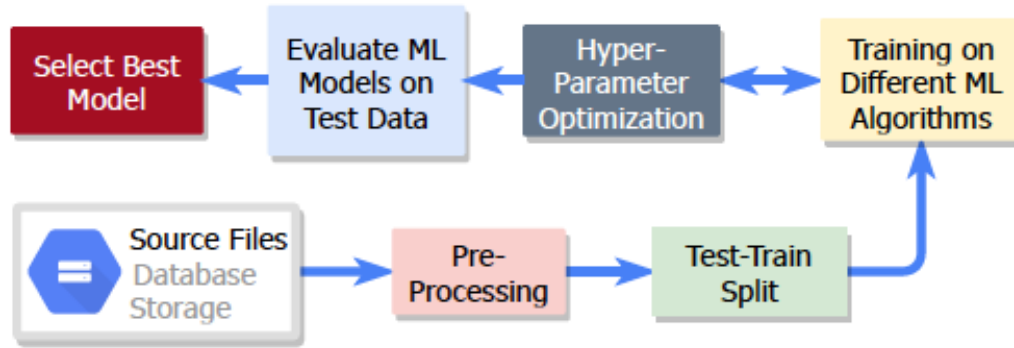 Select Best
Model
Evaluate ML
Models on
Test Data
Hyper-
Parameter
Optimization
Training on
Different ML
Algorithms
Source Files
Database
Storage
Pre-
Processing
Test-Train
Split